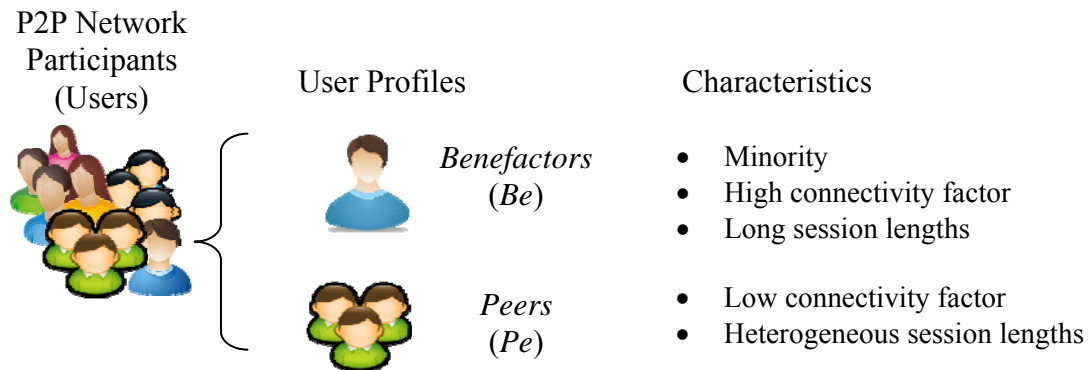 P2P Network
Participants
(Users)
User Profiles
Characteristics
Benefactors
(Be)
• Minority
• High connectivity factor
• Long session lengths
Peers
(Pe)
• Low connectivity factor
• Heterogeneous session lengths